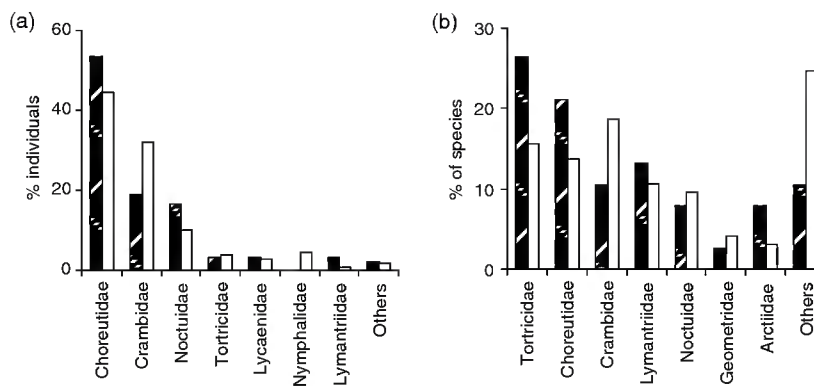 (a)
% individuals
60
40
20
0
Choreutidae
Crambidae
Noctuidae
Tortricidae
Lycaenidae
Nymphalidae
Lymantriidae
Others
(b)
% of species
30
20
10
0
Tortricidae
Choreutidae
Crambidae
Lymantriidae
Noctuidae
Geometridae
Arctiidae
Others